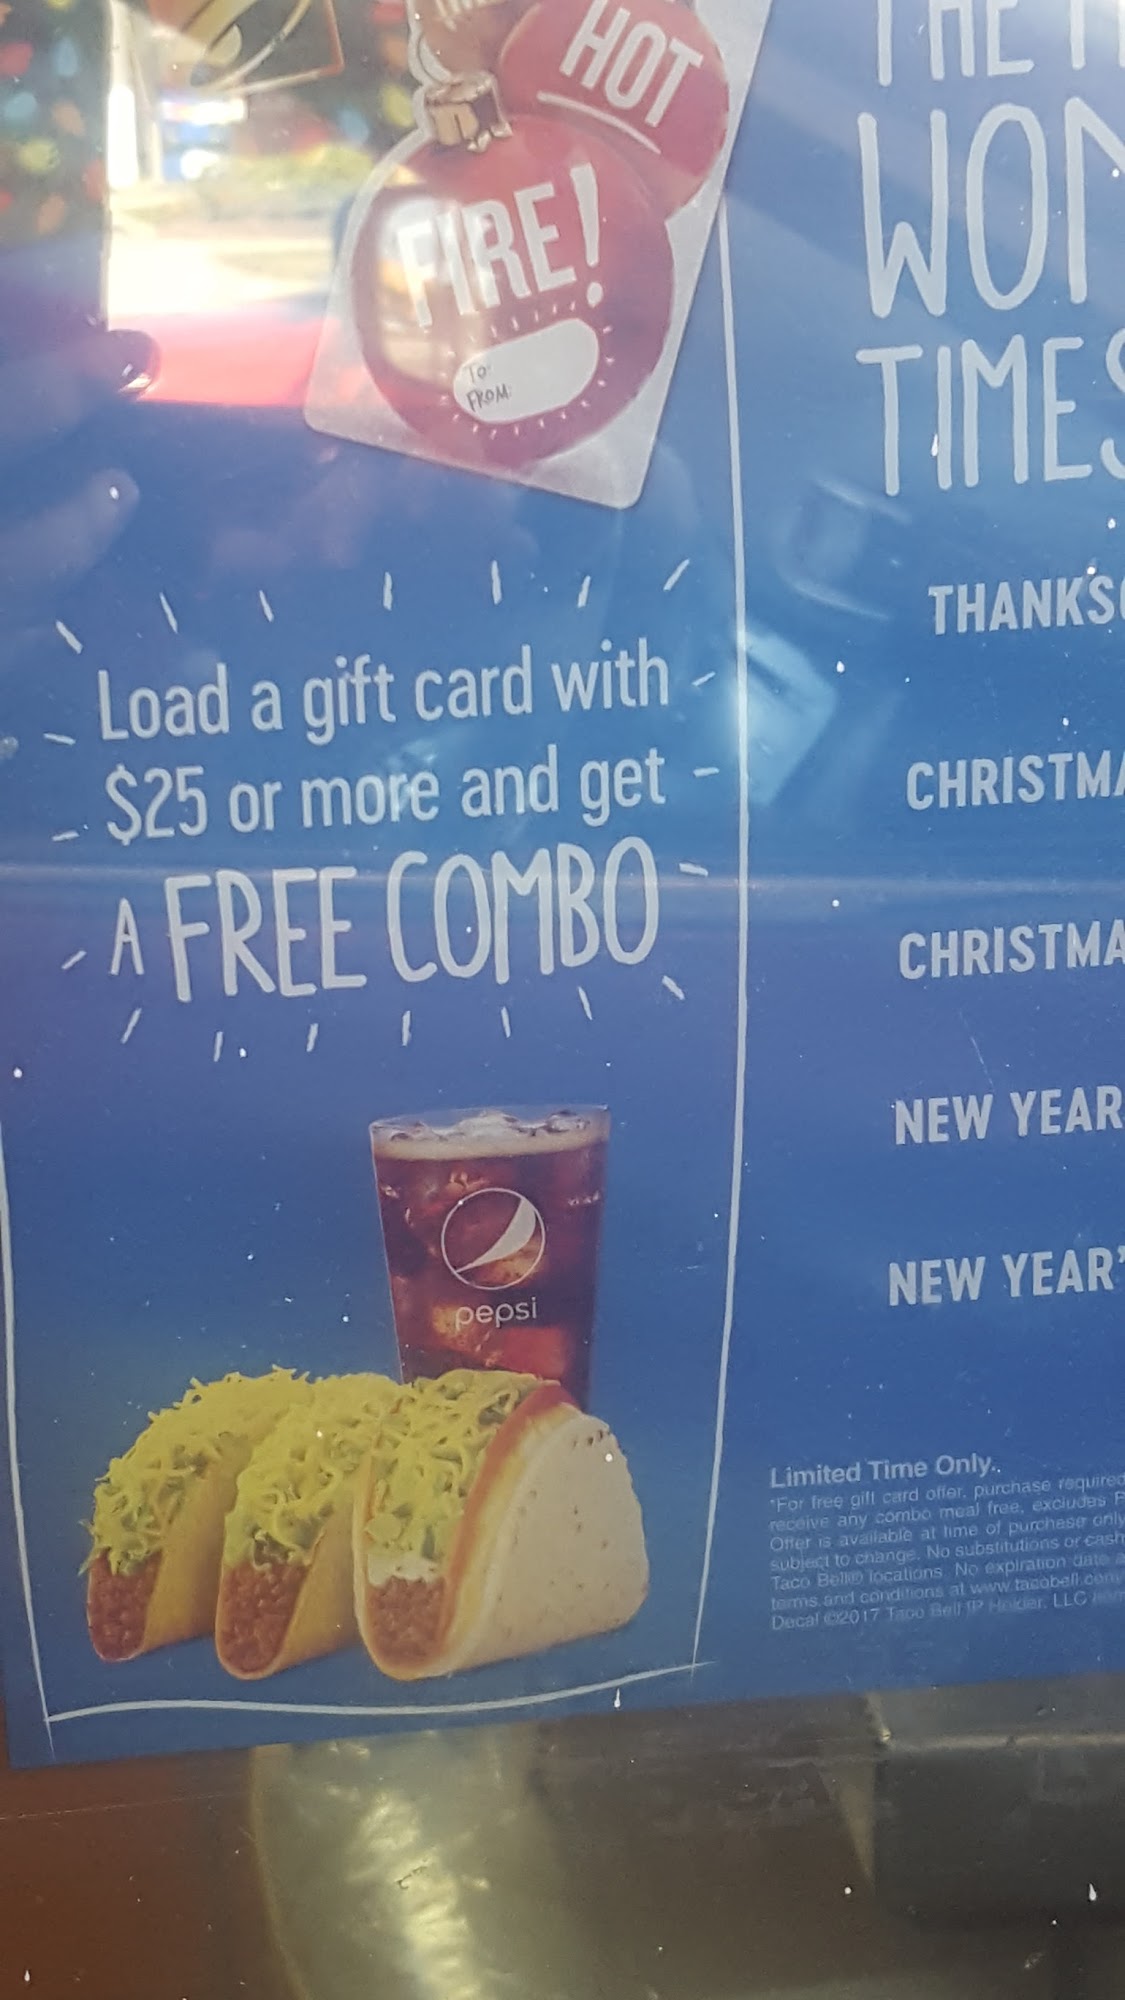 HOT
FIRE!
TO:
FROM:
Load a gift card with
$25 or more and get
A FREE COMBO
pepsi
TIMES
THANKSG
CHRISTMA
CHRISTMA
NEW YEAR
NEW YEAR'
Limited Time Only.
*For free gift card offer, purchase required
receive any combo meal free, excludes
Offer is available at time of purchase only
subject to change. No substitutions or cash
Taco Bell® locations. No expiration date
terms and conditions at www.tacobell.com
Decal ©2017 Taco Bell IP Holder, LLC